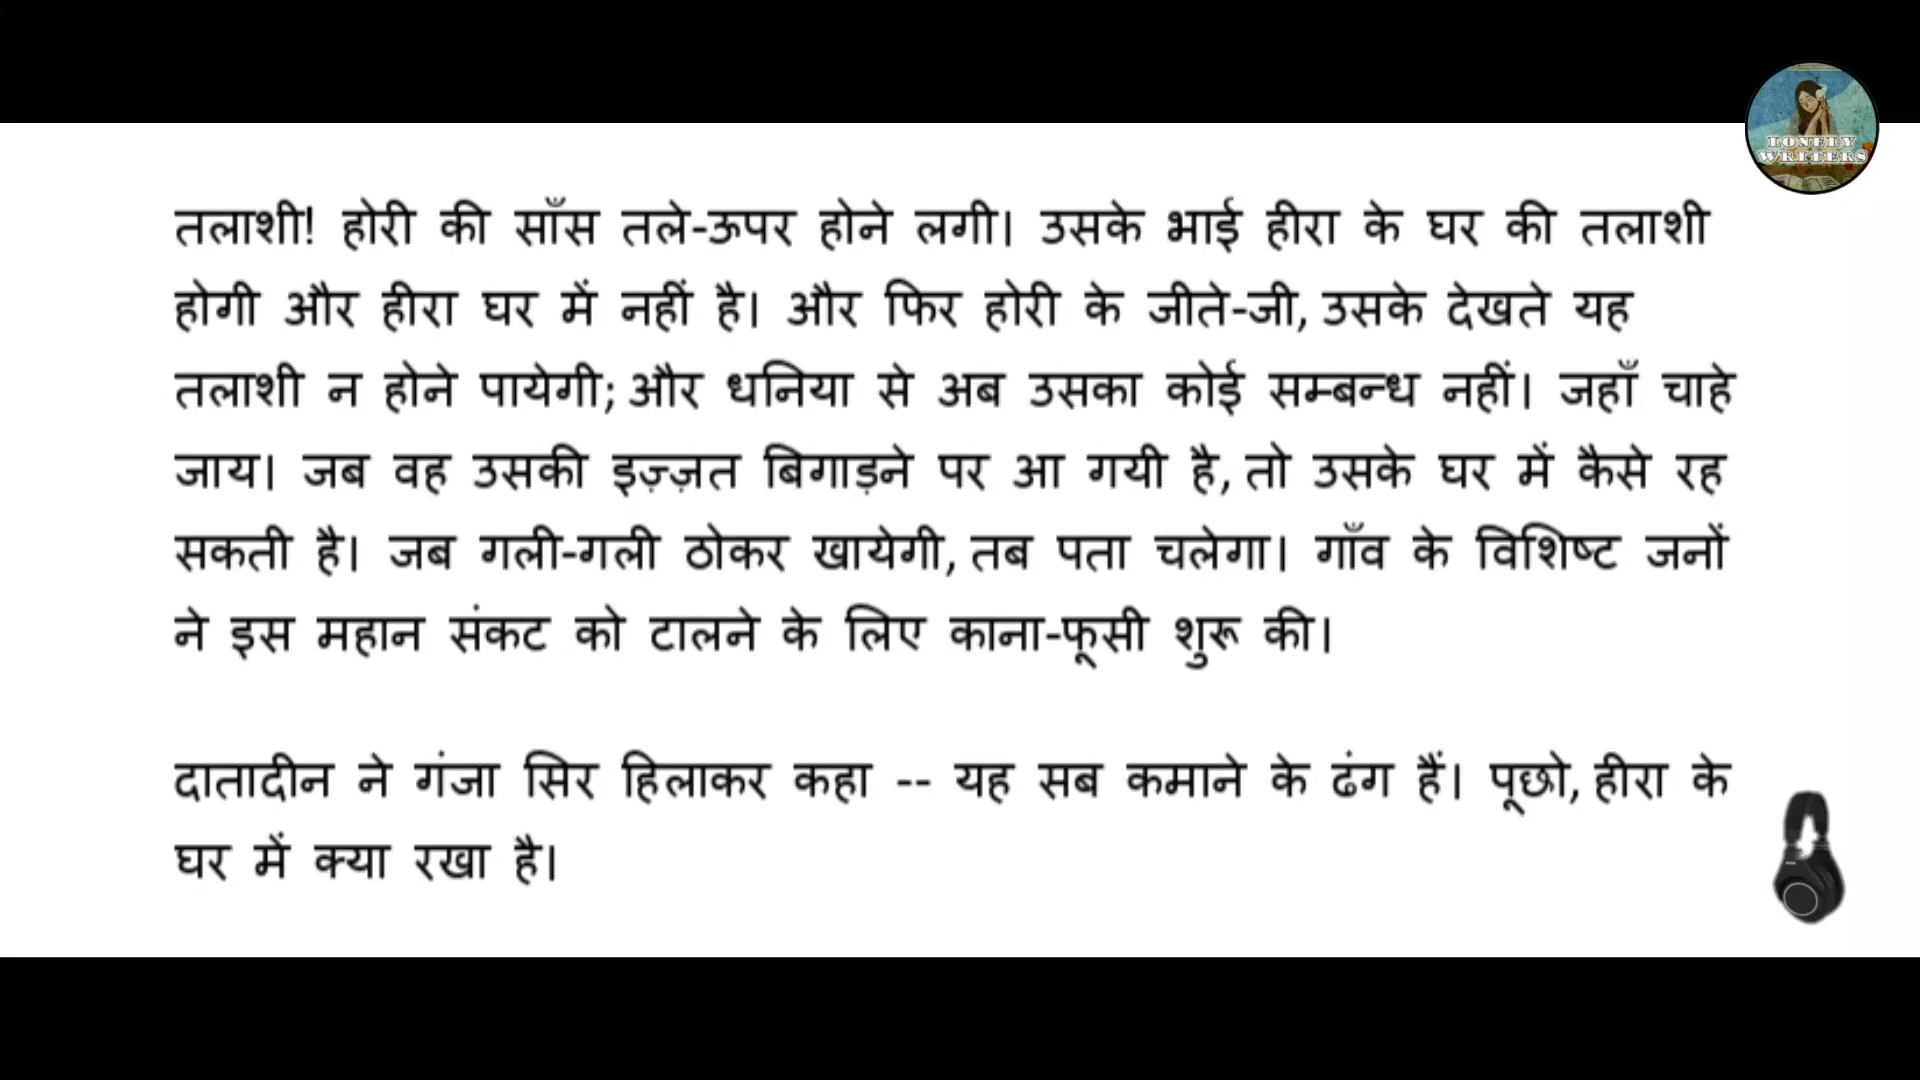 LONELY
WRITERS
तलाशी! होरी की साँस तले-ऊपर होने लगी। उसके भाई हीरा के घर की तलाशी
होगी और हीरा घर में नहीं है। और फिर होरी के जीते-जी, उसके देखते यह
तलाशी न होने पायेगी; और धनिया से अब उसका कोई सम्बन्ध नहीं। जहाँ चाहे
जाय। जब वह उसकी इज़्ज़त बिगाड़ने पर आ गयी है, तो उसके घर में कैसे रह
सकती है। जब गली-गली ठोकर खायेगी, तब पता चलेगा। गाँव के विशिष्ट जनों
ने इस महान संकट को टालने के लिए काना-फूसी शुरू की।
दातादीन ने गंजा सिर हिलाकर कहा -- यह सब कमाने के ढंग हैं। पूछो, हीरा के
घर में क्या रखा है।